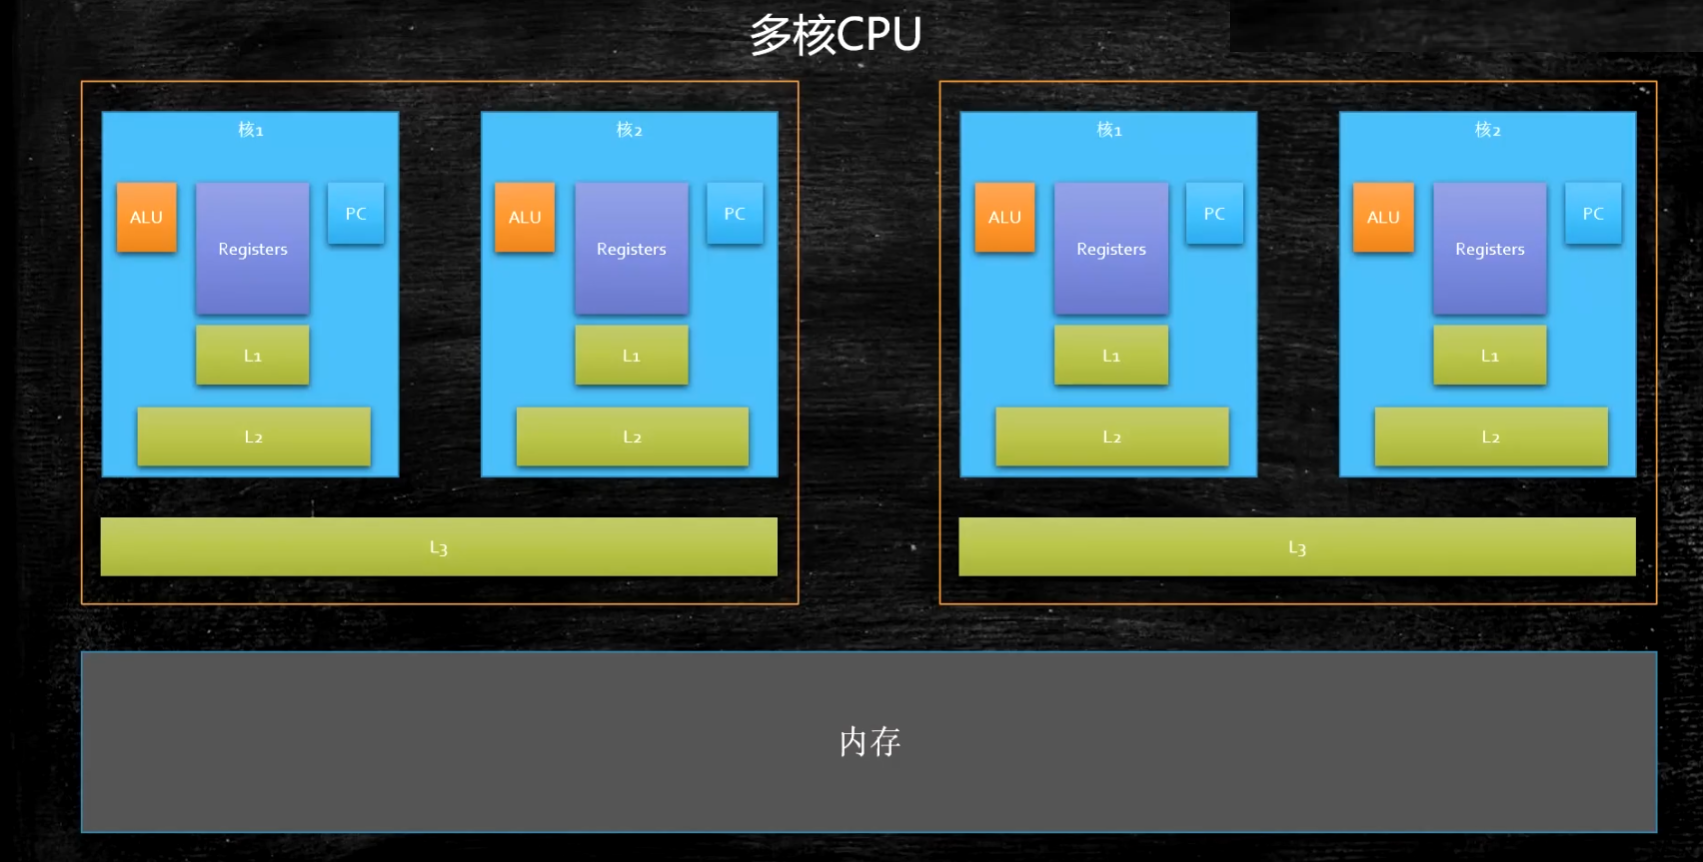 多核CPU
核1
ALU
Registers
PC
L1
L2
核2
ALU
Registers
PC
L1
L2
L3
核1
ALU
Registers
PC
L1
L2
核2
ALU
Registers
PC
L1
L2
L3
内存